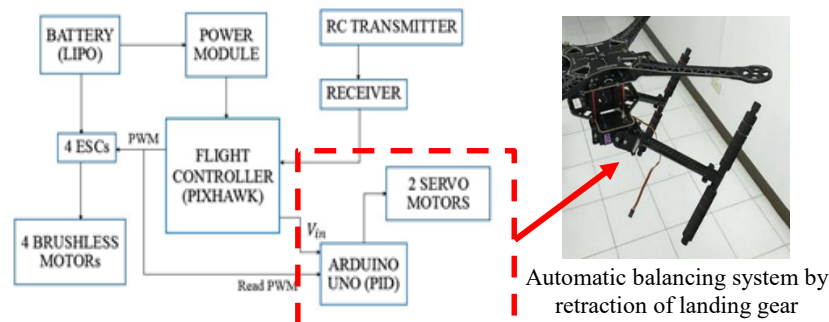 BATTERY
(LIPO)
POWER
MODULE
RC TRANSMITTER
RECEIVER
4 ESCs
PWM
FLIGHT
CONTROLLER
(PIXHAWK)
2 SERVO
MOTORS
4 BRUSHLESS
MOTORs
V_in
Read PWM
ARDUINO
UNO (PID)
Automatic balancing system by
retraction of landing gear